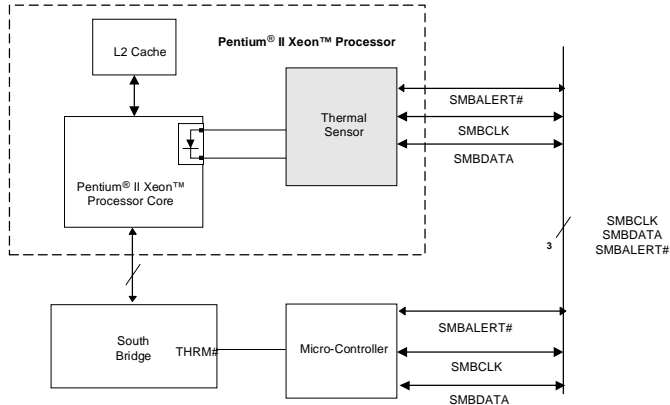 Pentium® II Xeon™ Processor
L2 Cache
Thermal
Sensor
SMBALERT#
SMBCLK
SMBDATA
Pentium® II Xeon™
Processor Core
3
SMBCLK
SMBDATA
SMBALERT#
South
Bridge
THRM#
Micro-Controller
SMBALERT#
SMBCLK
SMBDATA